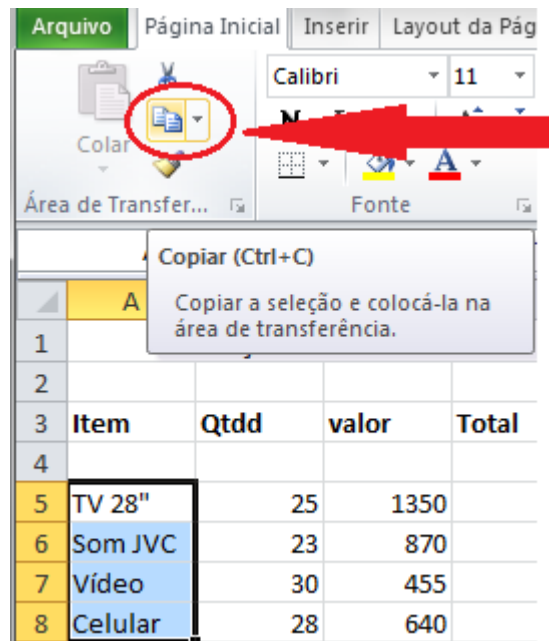 Arquivo Página Inicial Inserir Layout da Pág
Calibri 11
N
A
Colar
Área de Transfer... Fonte
Copiar (Ctrl+C)
Copiar a seleção e colocá-la na
área de transferência.
A
1
2
3 Item Qtdd valor Total
4
5 TV 28" 25 1350
6 Som JVC 23 870
7 Vídeo 30 455
8 Celular 28 640